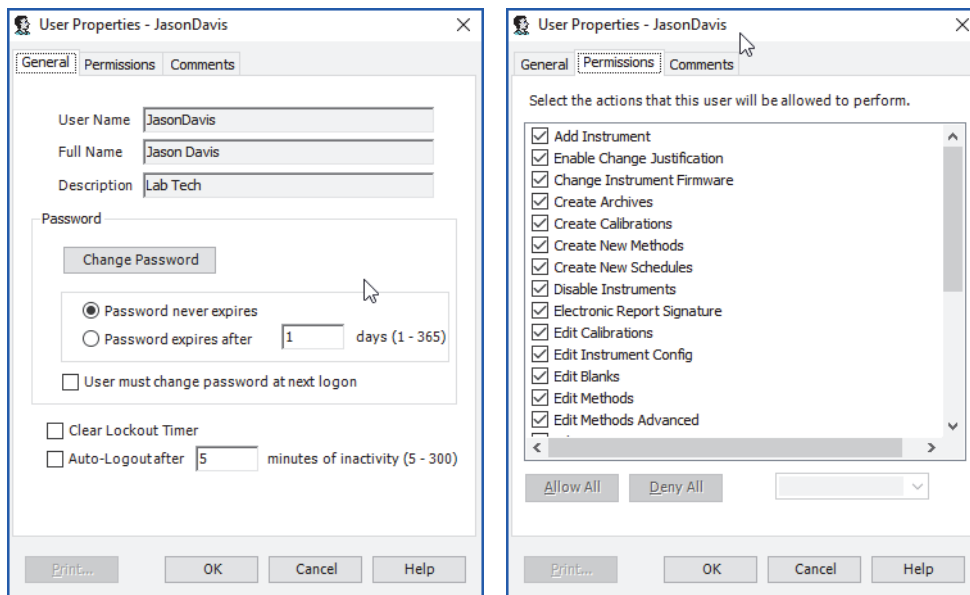 User Properties - JasonDavis
General Permissions Comments
User Name JasonDavis
Full Name Jason Davis
Description Lab Tech
Password
Change Password
Password never expires
Password expires after 1 days (1 - 365)
User must change password at next logon
Clear Lockout Timer
Auto-Logout after 5 minutes of inactivity (5 - 300)
Print... OK Cancel Help
User Properties - JasonDavis
General Permissions Comments
Select the actions that this user will be allowed to perform.
Add Instrument
Enable Change Justification
Change Instrument Firmware
Create Archives
Create Calibrations
Create New Methods
Create New Schedules
Disable Instruments
Electronic Report Signature
Edit Calibrations
Edit Instrument Config
Edit Blanks
Edit Methods
Edit Methods Advanced
Allow All Deny All
Print... OK Cancel Help